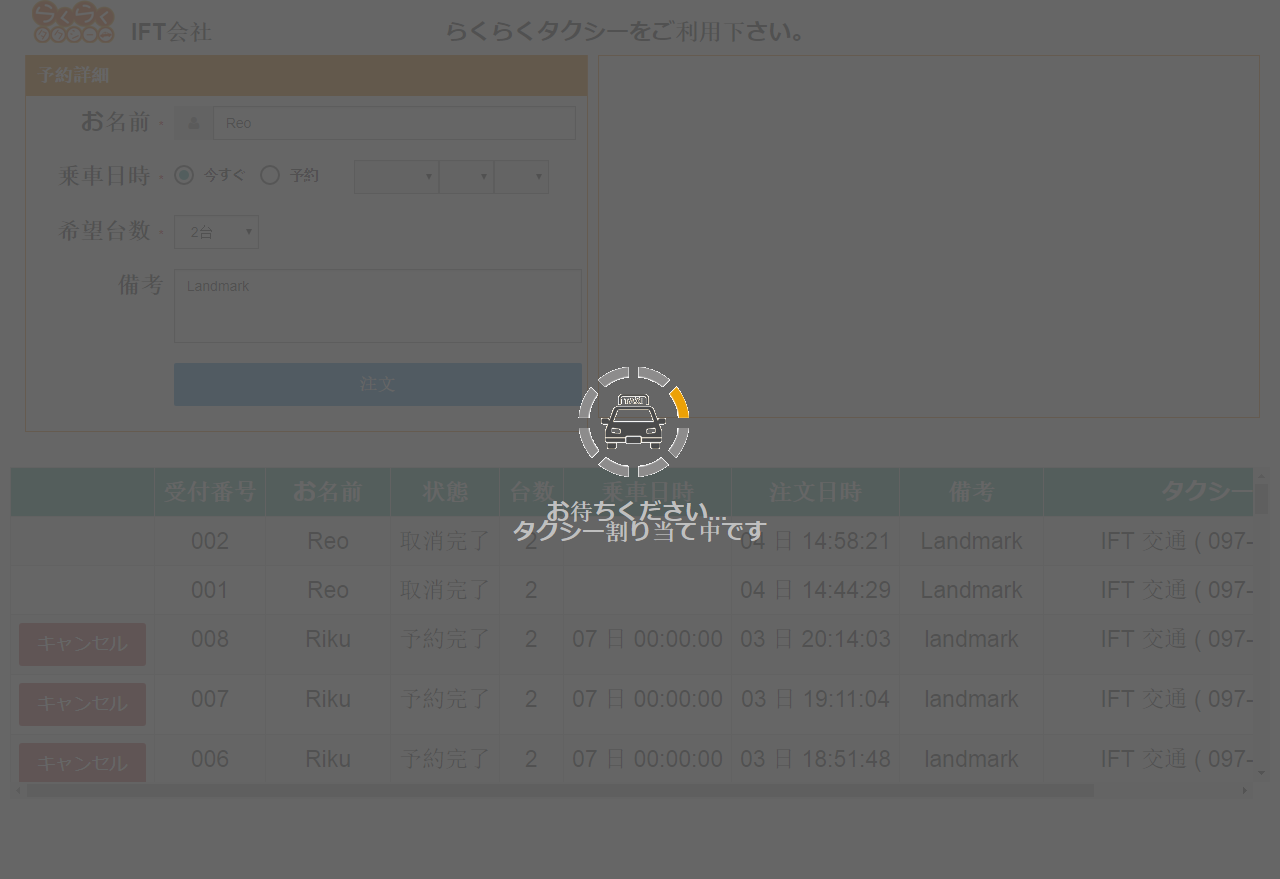 らくらく
タクシー
IFT会社
らくらくタクシーをご利用下さい。
予約詳細
お名前 * Reo
乗車日時 * 今すぐ 予約
希望台数 * 2台
備考 Landmark
注文
TAXI
受付番号 お名前 状態 台数 乗車日時 注文日時 備考 タクシー
お待ちください...
タクシー割り当て中です
002 Reo 取消完了 2 04 日 14:58:21 Landmark IFT 交通 ( 097-
001 Reo 取消完了 2 04 日 14:44:29 Landmark IFT 交通 ( 097-
キャンセル 008 Riku 予約完了 2 07 日 00:00:00 03 日 20:14:03 landmark IFT 交通 ( 097-
キャンセル 007 Riku 予約完了 2 07 日 00:00:00 03 日 19:11:04 landmark IFT 交通 ( 097-
キャンセル 006 Riku 予約完了 2 07 日 00:00:00 03 日 18:51:48 landmark IFT 交通 ( 097-